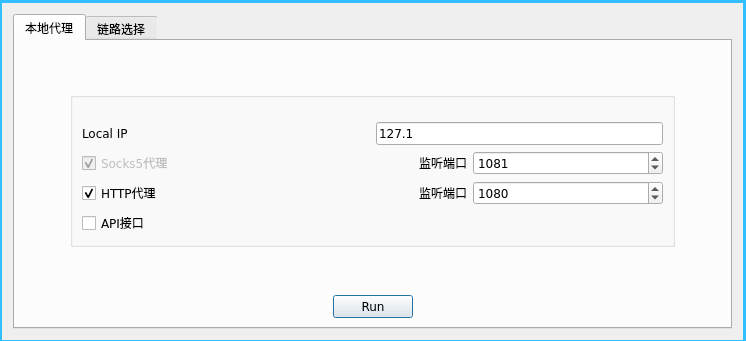 本地代理 链路选择
Local IP 127.1
Socks5代理 监听端口 1081
HTTP代理 监听端口 1080
API接口
Run